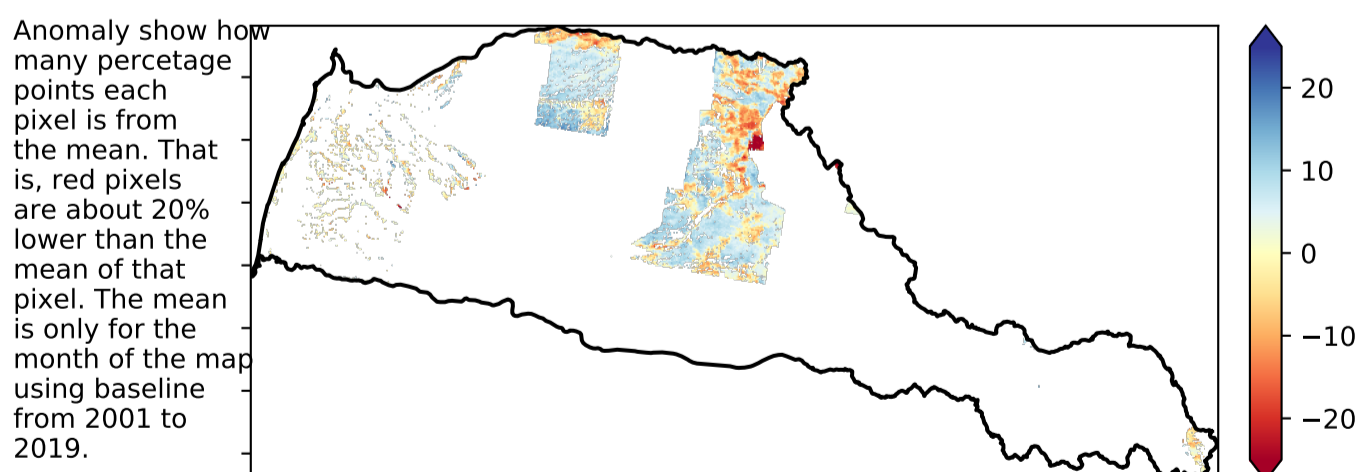 Anomaly show how
many percetage
points each
pixel is from
the mean. That
is, red pixels
are about 20%
lower than the
mean of that
pixel. The mean
is only for the
month of the map
using baseline
from 2001 to
2019.
20
10
0
−10
−20